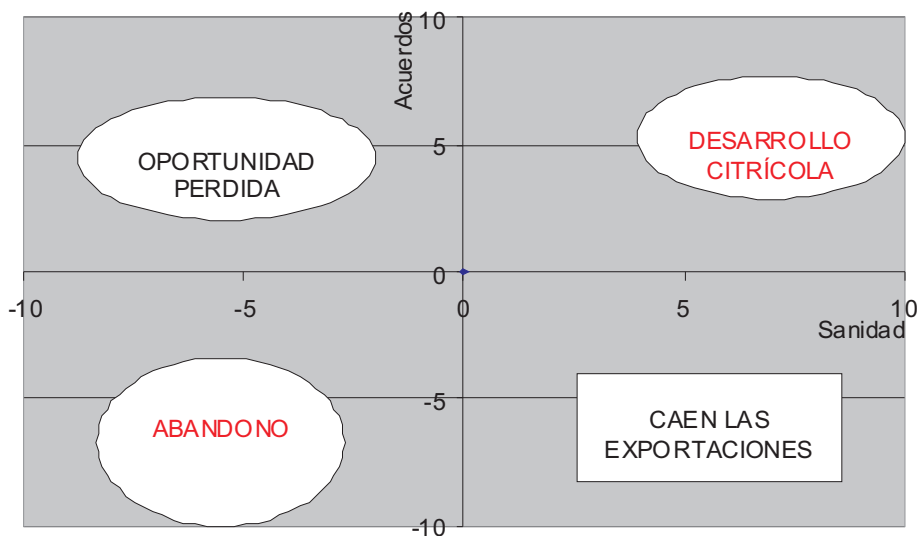 10
Acuerdos
OPORTUNIDAD
PERDIDA
5
DESARROLLO
CITRÍCOLA
0
-10
-5
0
5
10
Sanidad
-5
ABANDONO
CAEN LAS
EXPORTACIONES
-10